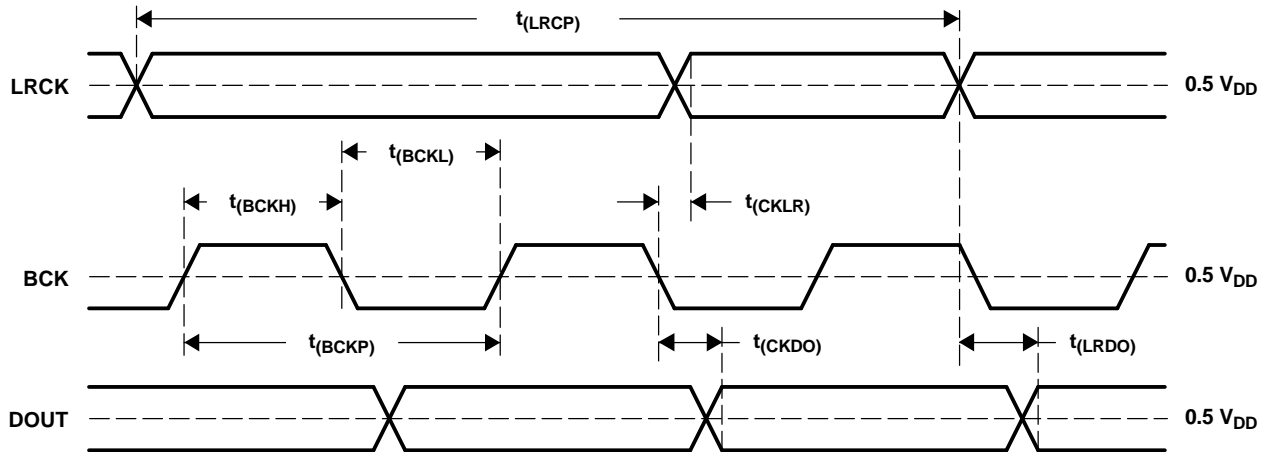 t(LRCP)
LRCK
0.5 VDD
t(BCKL)
t(BCKH)
t(CKLR)
BCK
0.5 VDD
t(BCKP)
t(CKDO)
t(LRDO)
DOUT
0.5 VDD